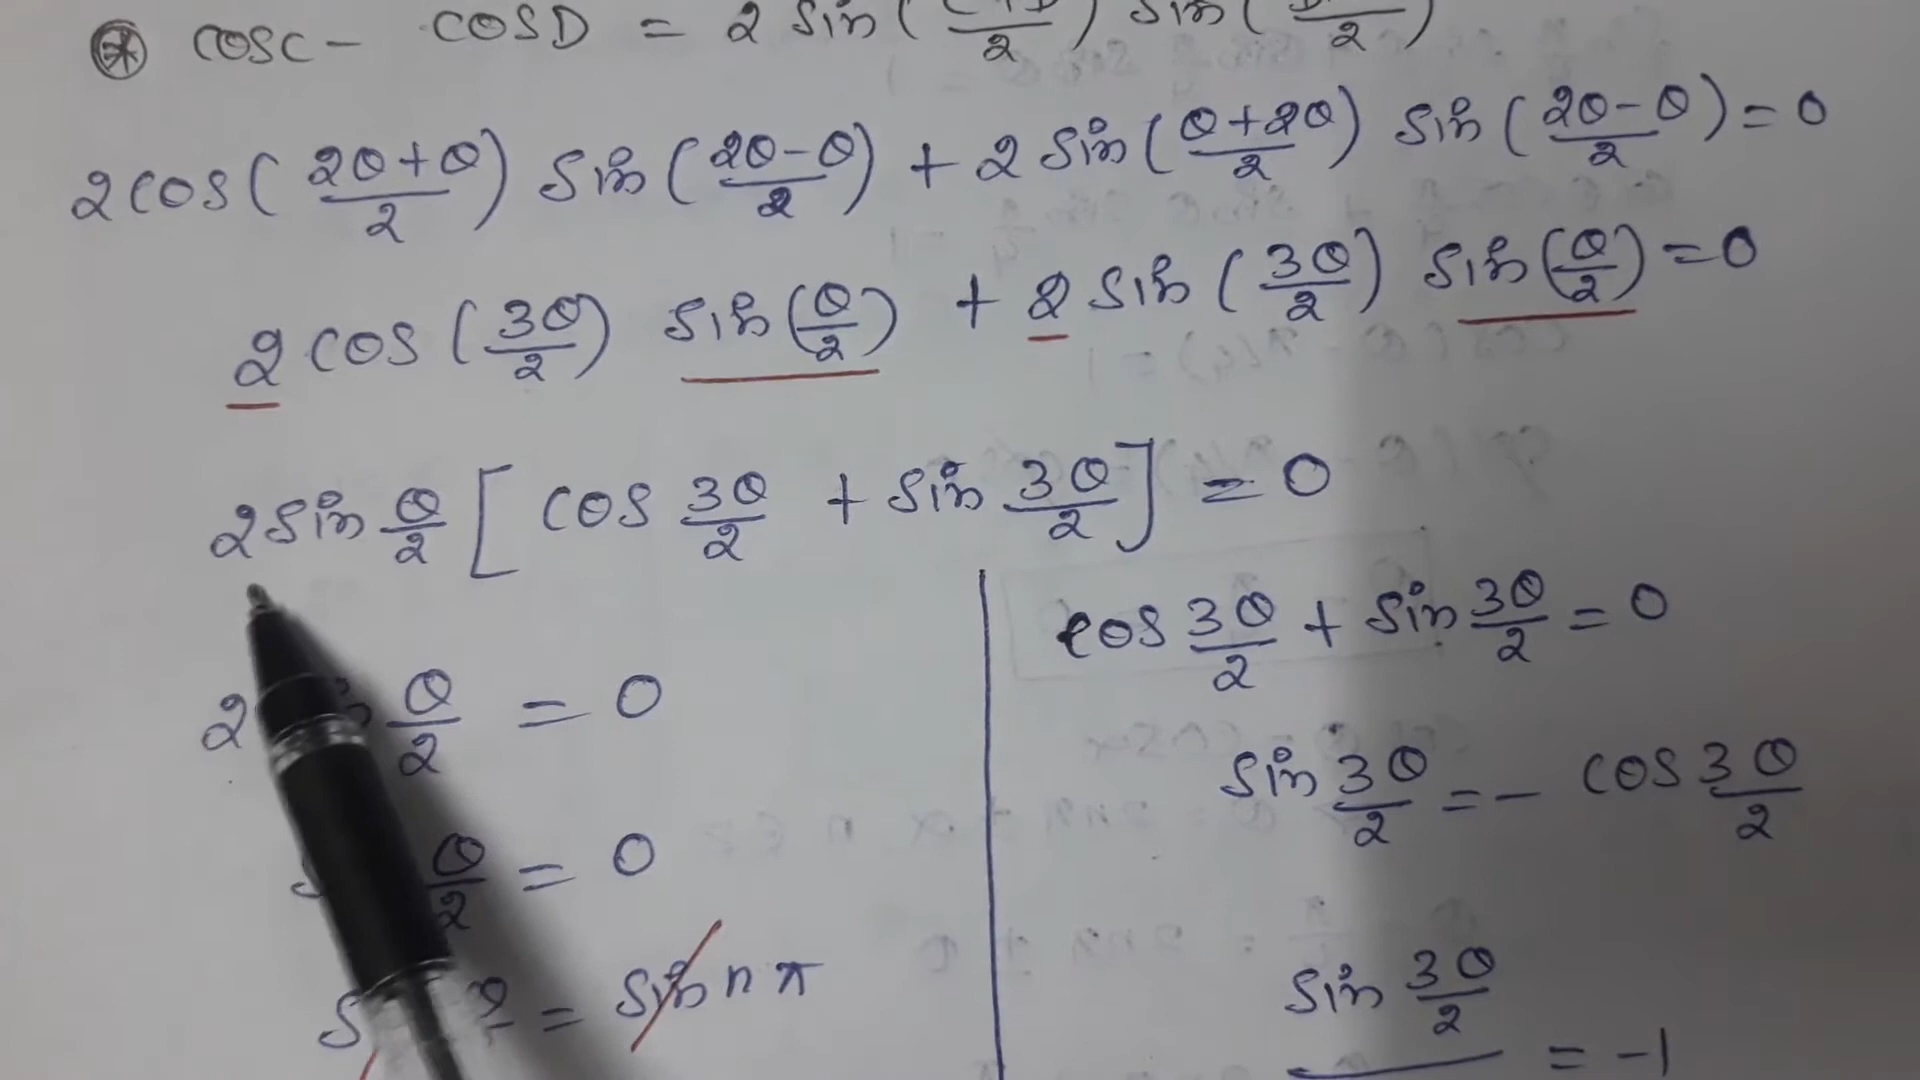 ⊛ cosC - cosD = 2 sin(C+D/2) sin(D-/2)
2cos(2θ+θ/2) sin(2θ-θ/2) + 2 sin(θ+2θ/2) sin(2θ-θ/2) = 0
2 cos(3θ/2) sin(θ/2) + 2 sin(3θ/2) sin(θ/2) = 0
2 sin θ/2 [cos 3θ/2 + sin 3θ/2] = 0
2 θ/2 = 0
θ/2 = 0
= sin nπ
cos 3θ/2 + sin 3θ/2 = 0
sin 3θ/2 = - cos 3θ/2
sin 3θ/2
= -1